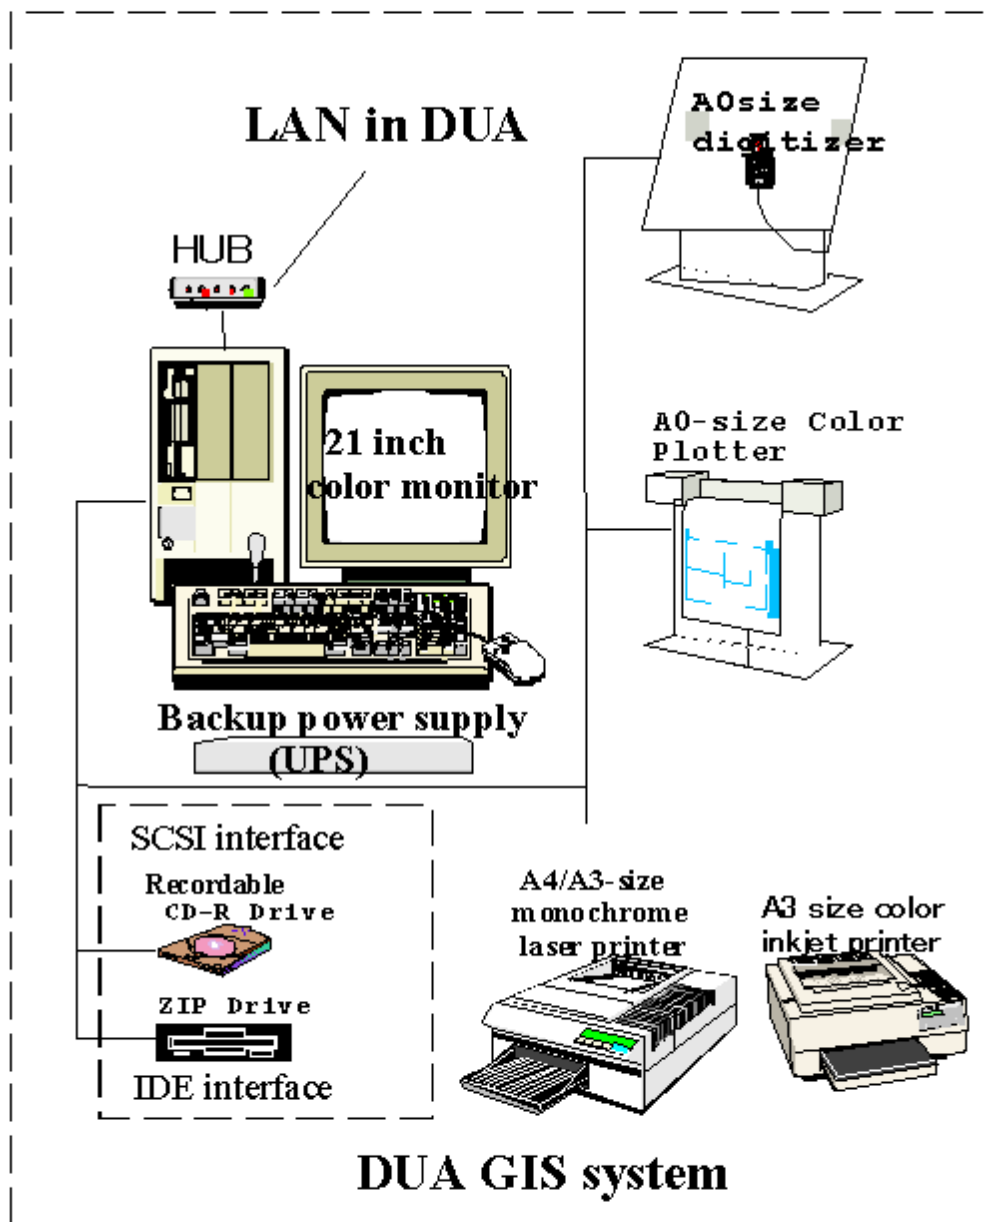 LAN in DUA
A0size
digitizer
HUB
21 inch
color monitor
A0-size Color
Plotter
Backup power supply
(UPS)
SCSI interface
Recordable
CD-R Drive
ZIP Drive
IDE interface
A4/A3-size
monochrome
laser printer
A3 size color
inkjet printer
DUA GIS system